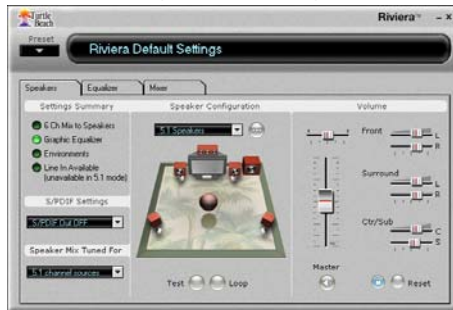 Turtle Beach
Riviera™
Preset
Riviera Default Settings
Speakers Equalizer Mixer
Settings Summary
6 Ch Mix to Speakers
Graphic Equalizer
Environments
Line In Available
(unavailable in 5.1 mode)
S/PDIF Settings
S/PDIF Out OFF
Speaker Mix Tuned For
5.1 channel sources
Speaker Configuration
5.1 Speakers
Test Loop
Volume
Front L
R
Surround L
R
Ctr/Sub C
S
Master
Reset